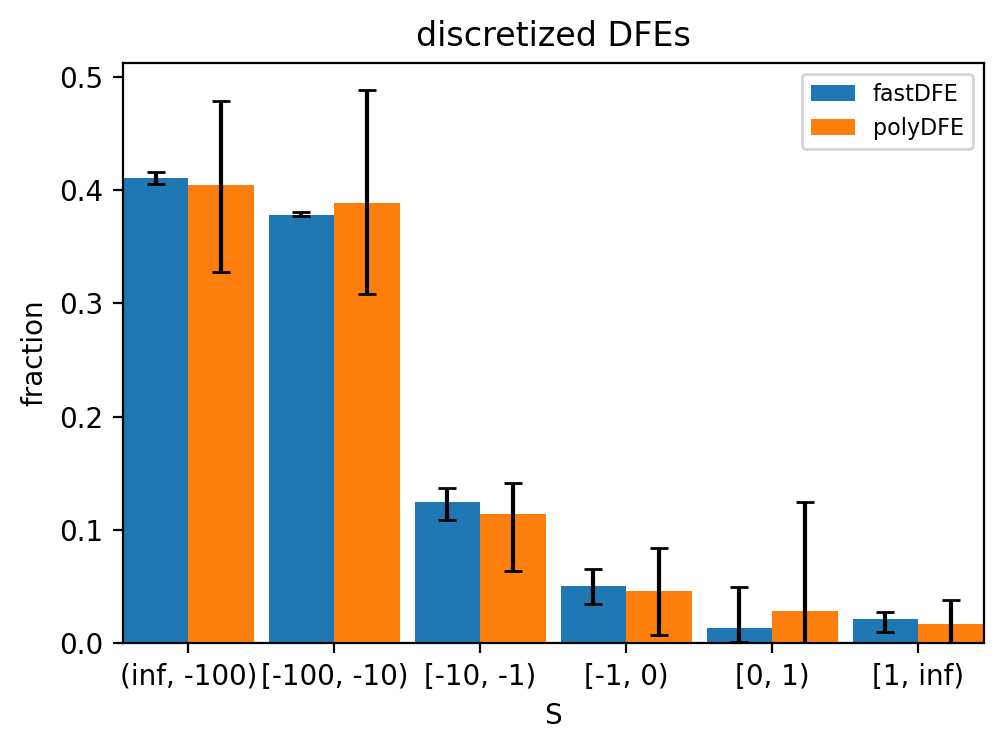 discretized DFEs
fastDFE
polyDFE
fraction
0.5
0.4
0.3
0.2
0.1
0.0
(inf, -100) [-100, -10) [-10, -1) [-1, 0) [0, 1) [1, inf)
S